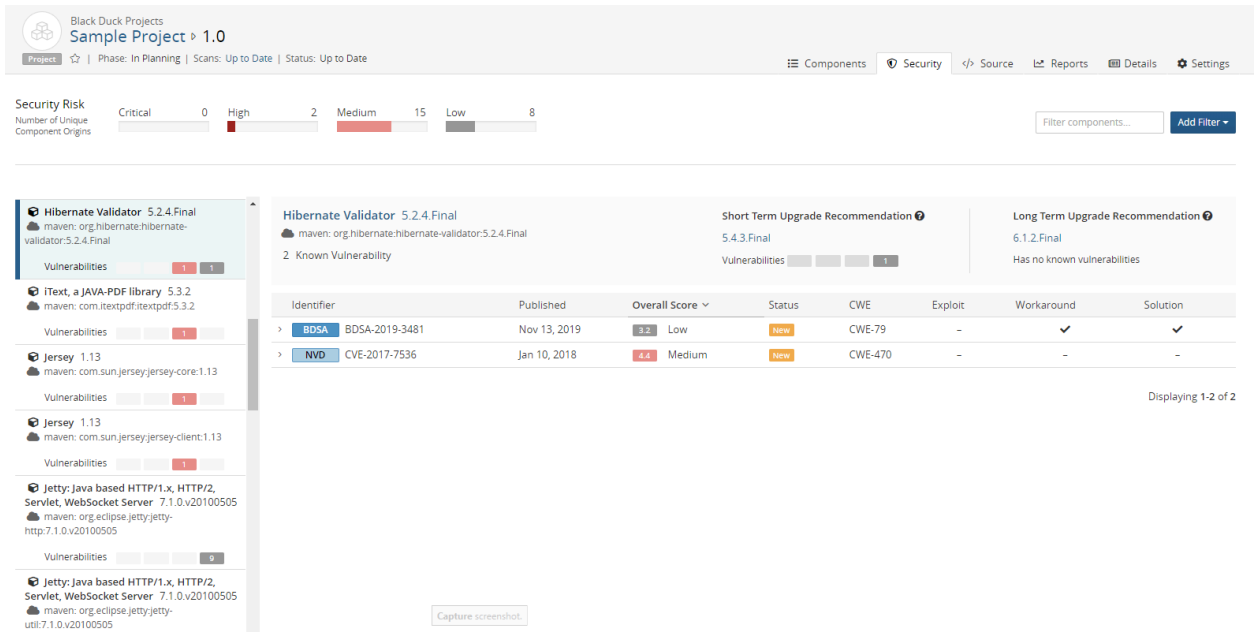 Black Duck Projects
Sample Project 1.0
Project | Phase: In Planning | Scans: Up to Date | Status: Up to Date
Components Security </> Source Reports Details Settings
Security Risk
Number of Unique
Component Origins
Critical 0 High 2 Medium 15 Low 8
Filter components... Add Filter
Hibernate Validator 5.2.4.Final
maven: org.hibernate:hibernate-
validator:5.2.4.Final
Vulnerabilities 1 1
iText, a JAVA-PDF library 5.3.2
maven: com.itextpdf:itextpdf:5.3.2
Vulnerabilities 1
Jersey 1.13
maven: com.sun.jersey:jersey-core:1.13
Vulnerabilities 1
Jersey 1.13
maven: com.sun.jersey:jersey-client:1.13
Vulnerabilities 1
Jetty: Java based HTTP/1.x, HTTP/2,
Servlet, WebSocket Server 7.1.0.v20100505
maven: org.eclipse.jetty:jetty-
http:7.1.0.v20100505
Vulnerabilities 9
Jetty: Java based HTTP/1.x, HTTP/2,
Servlet, WebSocket Server 7.1.0.v20100505
maven: org.eclipse.jetty:jetty-
util:7.1.0.v20100505
Hibernate Validator 5.2.4.Final
maven: org.hibernate:hibernate-validator:5.2.4.Final
2 Known Vulnerability
Short Term Upgrade Recommendation
5.4.3.Final
Vulnerabilities 1
Long Term Upgrade Recommendation
6.1.2.Final
Has no known vulnerabilities
Identifier Published Overall Score Status CWE Exploit Workaround Solution
BDSA BDSA-2019-3481 Nov 13, 2019 3.2 Low New CWE-79 – ✔ ✔
NVD CVE-2017-7536 Jan 10, 2018 4.4 Medium New CWE-470 – – –
Displaying 1-2 of 2
Capture screenshot.